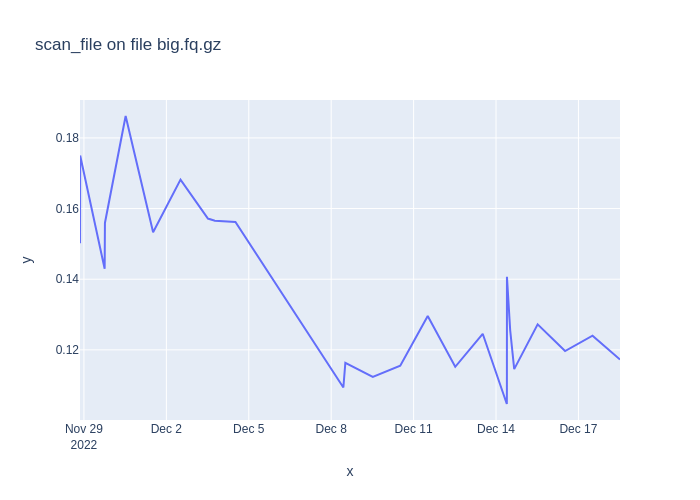 scan_file on file big.fq.gz
0.18
0.16
0.14
0.12
y
Nov 29
2022
Dec 2
Dec 5
Dec 8
Dec 11
Dec 14
Dec 17
x